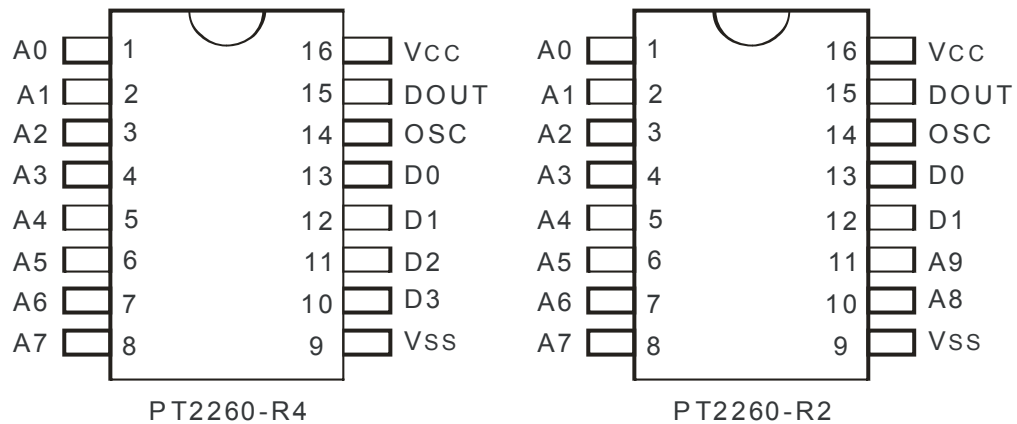 A0 1 16 VCC A0 1 16 VCC
A1 2 15 DOUT A1 2 15 DOUT
A2 3 14 OSC A2 3 14 OSC
A3 4 13 D0 A3 4 13 D0
A4 5 12 D1 A4 5 12 D1
A5 6 11 D2 A5 6 11 A9
A6 7 10 D3 A6 7 10 A8
A7 8 9 VSS A7 8 9 VSS
PT2260-R4 PT2260-R2